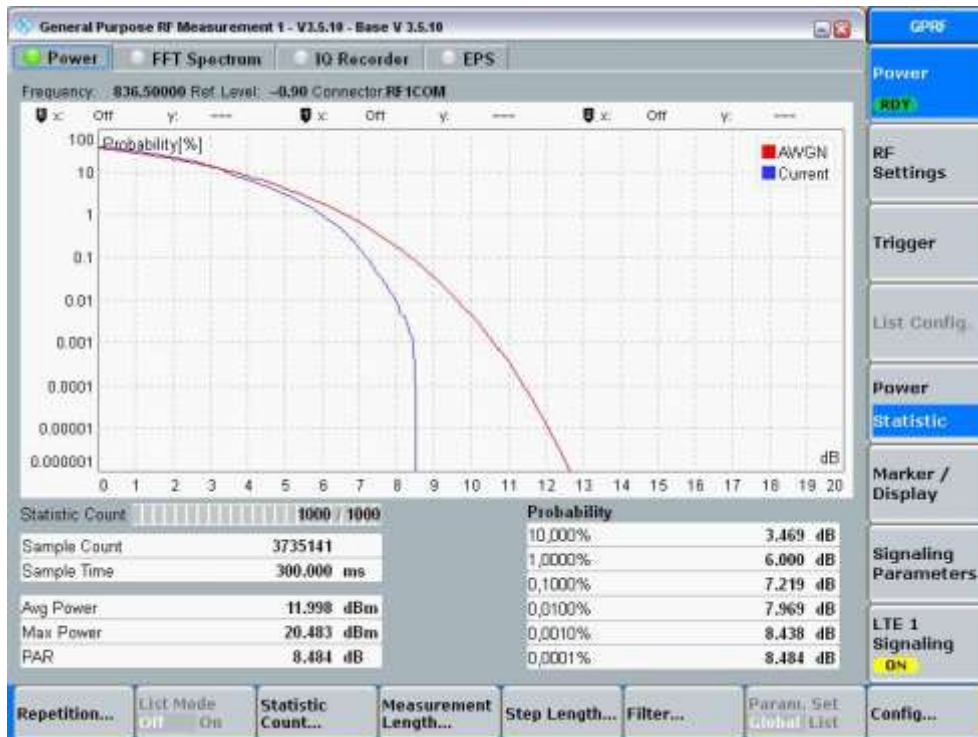 General Purpose RF Measurement 1 - V3.5.10 - Base V 3.5.10
GPRF
Power FFT Spectrum IQ Recorder EPS
Frequency: 836.50000 Ref. Level: -0.90 Connector:RF1COM
x: Off y: --- x: Off y: --- x: Off y: ---
Probability[%]
AWGN
Current
100
10
1
0.1
0.01
0.001
0.0001
0.00001
0.000001
dB
0 1 2 3 4 5 6 7 8 9 10 11 12 13 14 15 16 17 18 19 20
Statistic Count 1000 / 1000
Sample Count 3735141
Sample Time 300.000 ms
Avg Power 11.998 dBm
Max Power 20.483 dBm
PAR 8.484 dB
Probability
10,000% 3.469 dB
1,0000% 6.000 dB
0,1000% 7.219 dB
0,0100% 7.969 dB
0,0010% 8.438 dB
0,0001% 8.484 dB
Power
RDY
RF
Settings
Trigger
List Config..
Power
Statistic
Marker /
Display
Signaling
Parameters
LTE 1
Signaling
ON
Repetition...
List Mode
Off On
Statistic
Count...
Measurement
Length...
Step Length...
Filter...
Param. Set
Global List
Config...